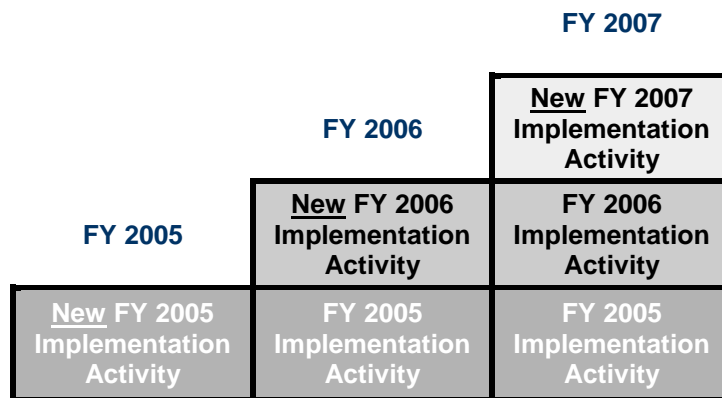 FY 2007
New FY 2007
Implementation
Activity
FY 2006
New FY 2006
Implementation
Activity
FY 2006
Implementation
Activity
FY 2005
New FY 2005
Implementation
Activity
FY 2005
Implementation
Activity
FY 2005
Implementation
Activity